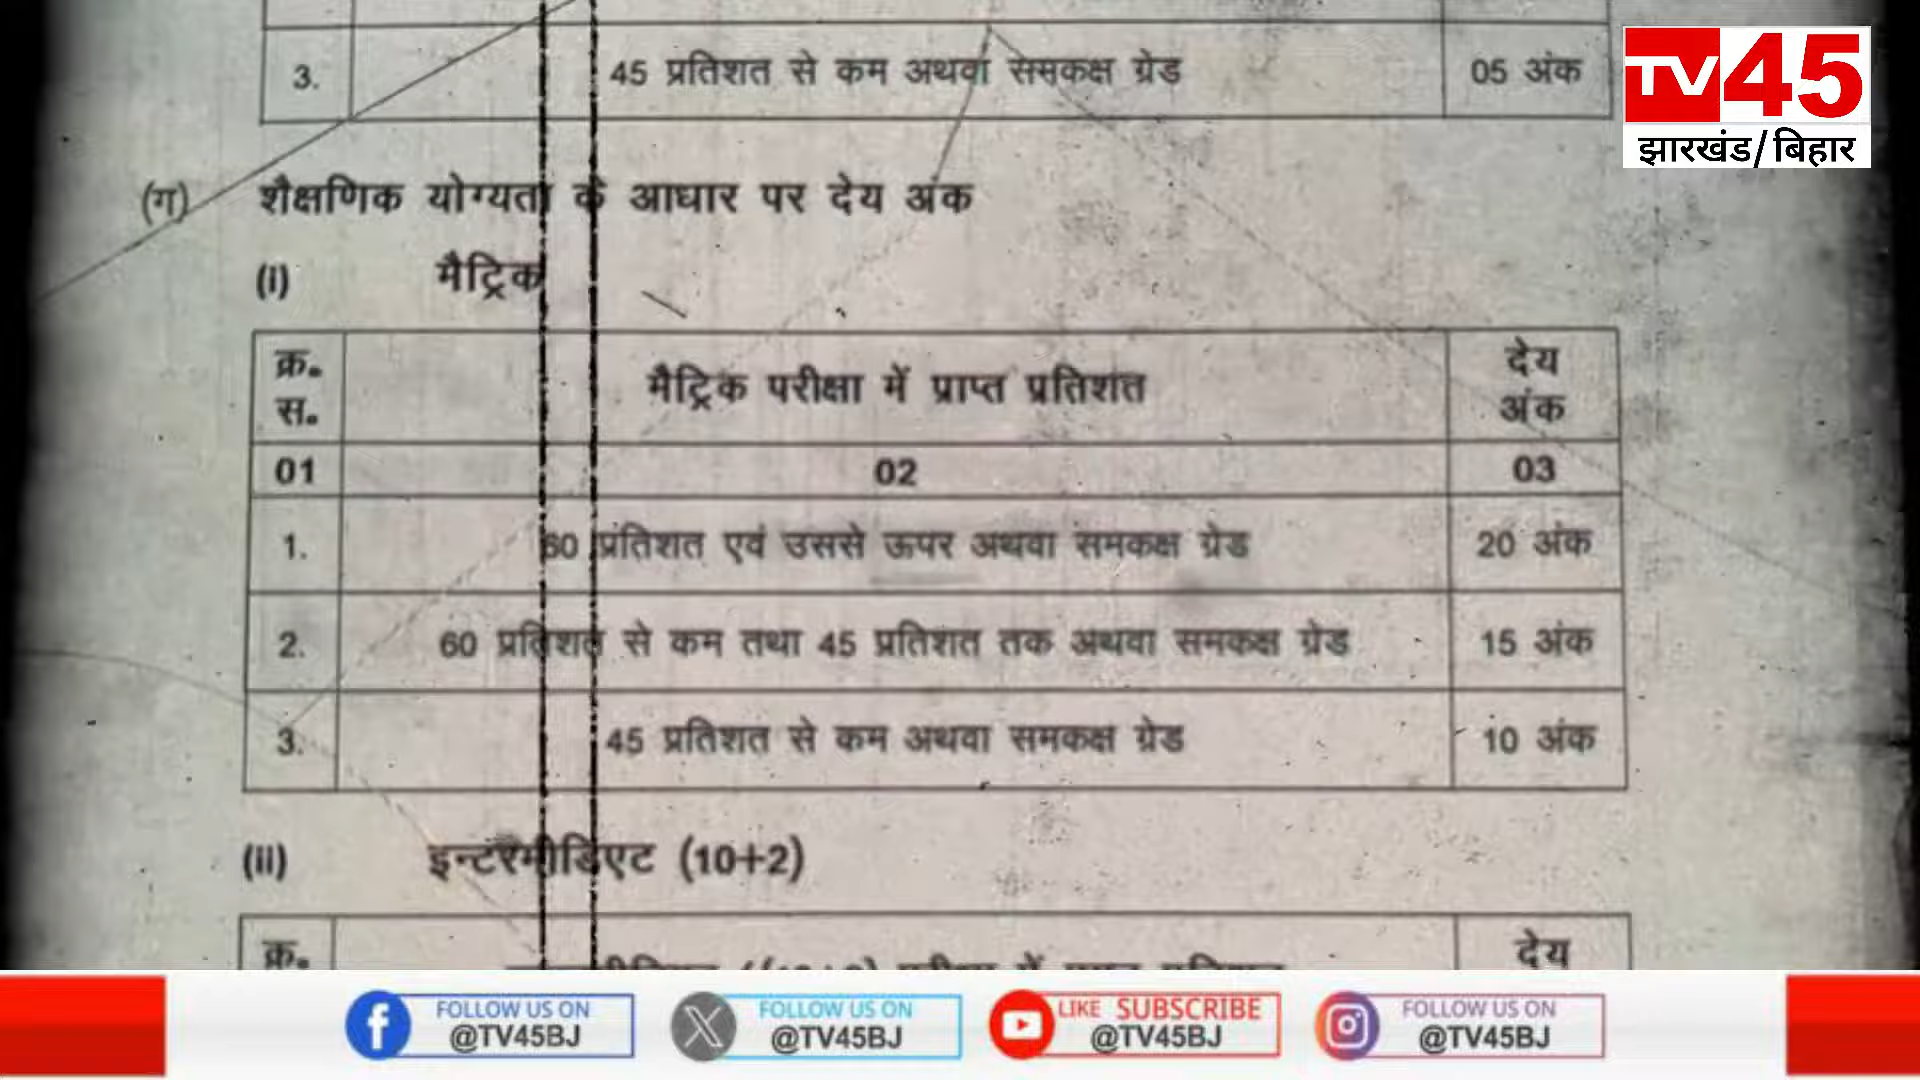 3. 45 प्रतिशत से कम अथवा समकक्ष ग्रेड 05 अंक
TV45
झारखंड/बिहार
(ग) शैक्षणिक योग्यता के आधार पर देय अंक
(i) मैट्रिक
क्र. स. मैट्रिक परीक्षा में प्राप्त प्रतिशत देय अंक
01 02 03
1. 60 प्रतिशत एवं उससे ऊपर अथवा समकक्ष ग्रेड 20 अंक
2. 60 प्रतिशत से कम तथा 45 प्रतिशत तक अथवा समकक्ष ग्रेड 15 अंक
3. 45 प्रतिशत से कम अथवा समकक्ष ग्रेड 10 अंक
(ii) इन्टरमीडिएट (10+2)
क्र. देय
FOLLOW US ON @TV45BJ
FOLLOW US ON @TV45BJ
LIKE SUBSCRIBE @TV45BJ
FOLLOW US ON @TV45BJ